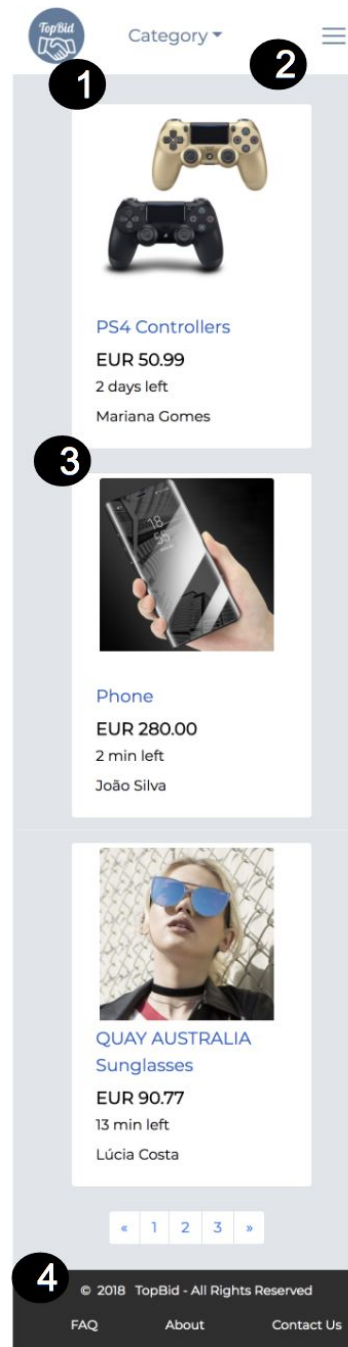 TopBid
Category
1
2
PS4 Controllers
EUR 50.99
2 days left
Mariana Gomes
3
18
59
Phone
EUR 280.00
2 min left
João Silva
QUAY AUSTRALIA
Sunglasses
EUR 90.77
13 min left
Lúcia Costa
« 1 2 3 »
4
© 2018 TopBid - All Rights Reserved
FAQ About Contact Us